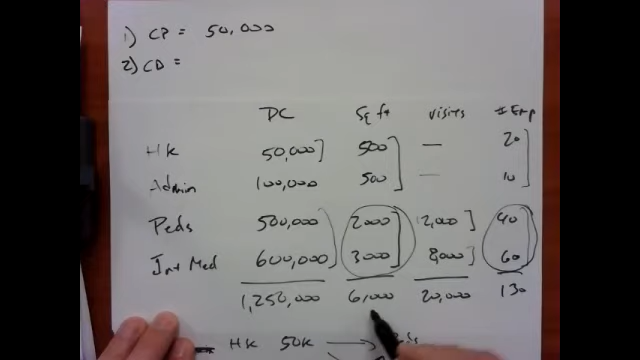 1) CP = 50,000
2) CD =
DC Sq ft visits # Emp
HK 50,000 500 — 20
Admin 100,000 500 — 10
Peds 500,000 2000 12,000 40
Int Med 600,000 3000 8,000 60
1,250,000 6,000 20,000 130
HK 50K